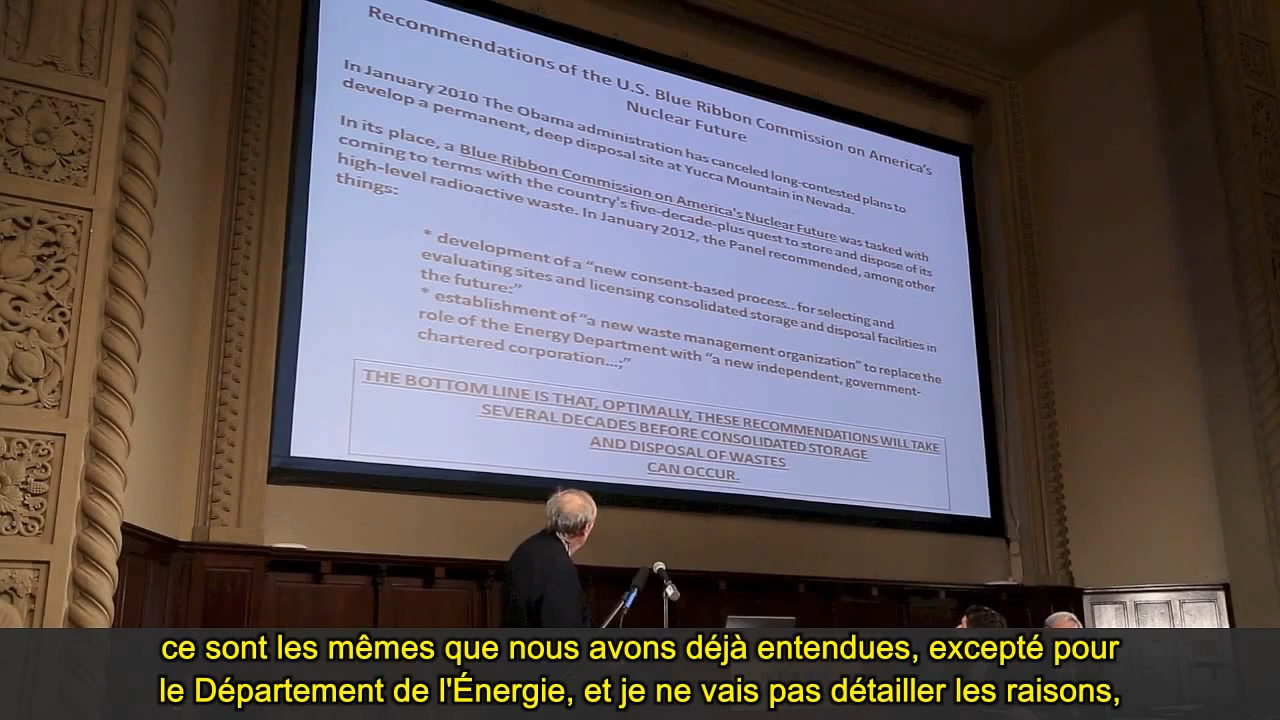 Recommendations of the U.S. Blue Ribbon Commission on America's
Nuclear Future
In January 2010 The Obama administration has canceled long-contested plans to
develop a permanent, deep disposal site at Yucca Mountain in Nevada.
In its place, a Blue Ribbon Commission on America's Nuclear Future was tasked with
coming to terms with the country's five-decade-plus quest to store and dispose of its
high-level radioactive waste. In January 2012, the Panel recommended, among other
things:
* development of a “new consent-based process.. for selecting and
evaluating sites and licensing consolidated storage and disposal facilities in
the future:”
* establishment of “a new waste management organization” to replace the
role of the Energy Department with “a new independent, government-
chartered corporation...;”
THE BOTTOM LINE IS THAT, OPTIMALLY, THESE RECOMMENDATIONS WILL TAKE
SEVERAL DECADES BEFORE CONSOLIDATED STORAGE
AND DISPOSAL OF WASTES
CAN OCCUR.
ce sont les mêmes que nous avons déjà entendues, excepté pour
le Département de l'Énergie, et je ne vais pas détailler les raisons,